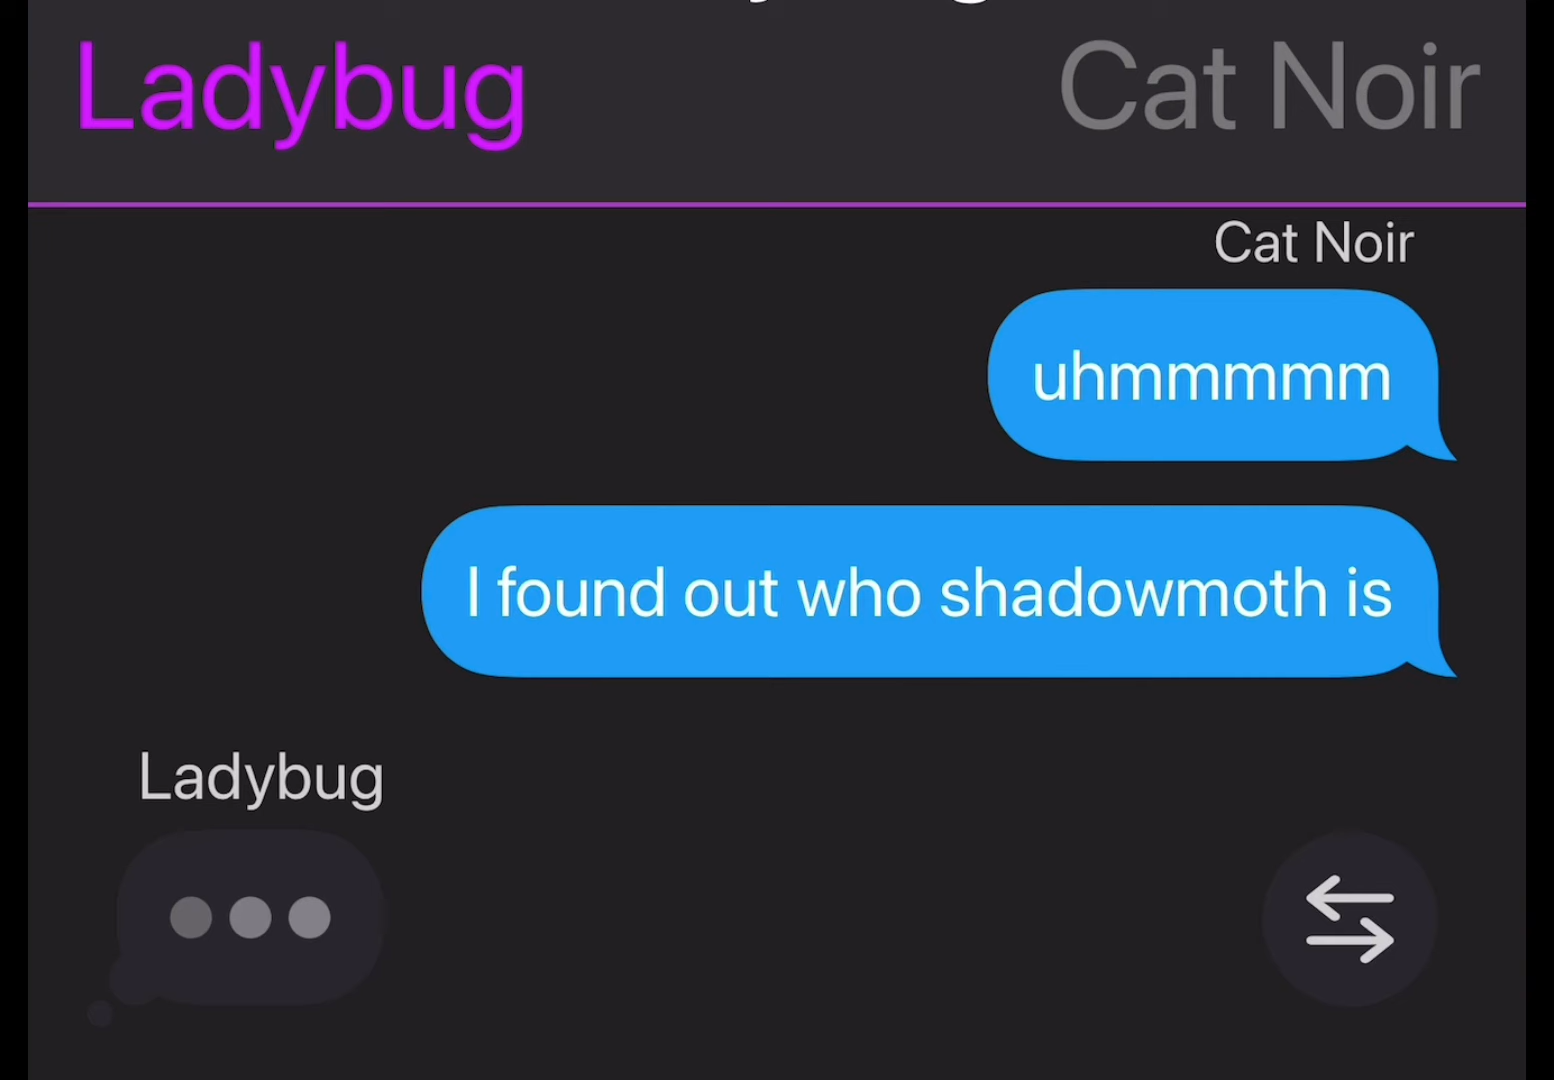 Ladybug Cat Noir
Cat Noir
uhmmmmm
I found out who shadowmoth is
Ladybug